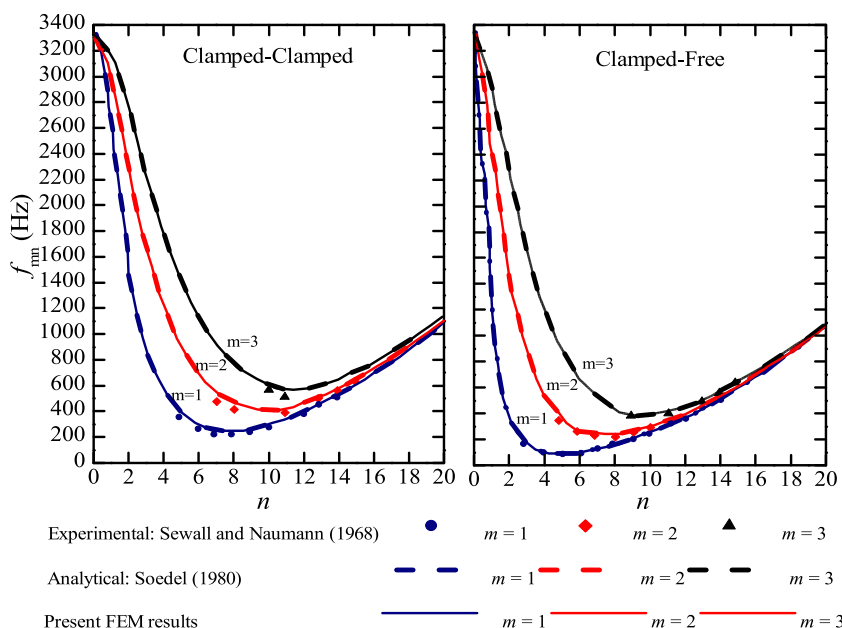 Clamped-Clamped
Clamped-Free
f mn (Hz)
3400
3200
3000
2800
2600
2400
2200
2000
1800
1600
1400
1200
1000
800
600
400
200
0
m=3
m=2
m=1
m=3
m=2
m=1
0 2 4 6 8 10 12 14 16 18 20
0 2 4 6 8 10 12 14 16 18 20
n
n
Experimental: Sewall and Naumann (1968) m = 1 m = 2 m = 3
Analytical: Soedel (1980) m = 1 m = 2 m = 3
Present FEM results m = 1 m = 2 m = 3